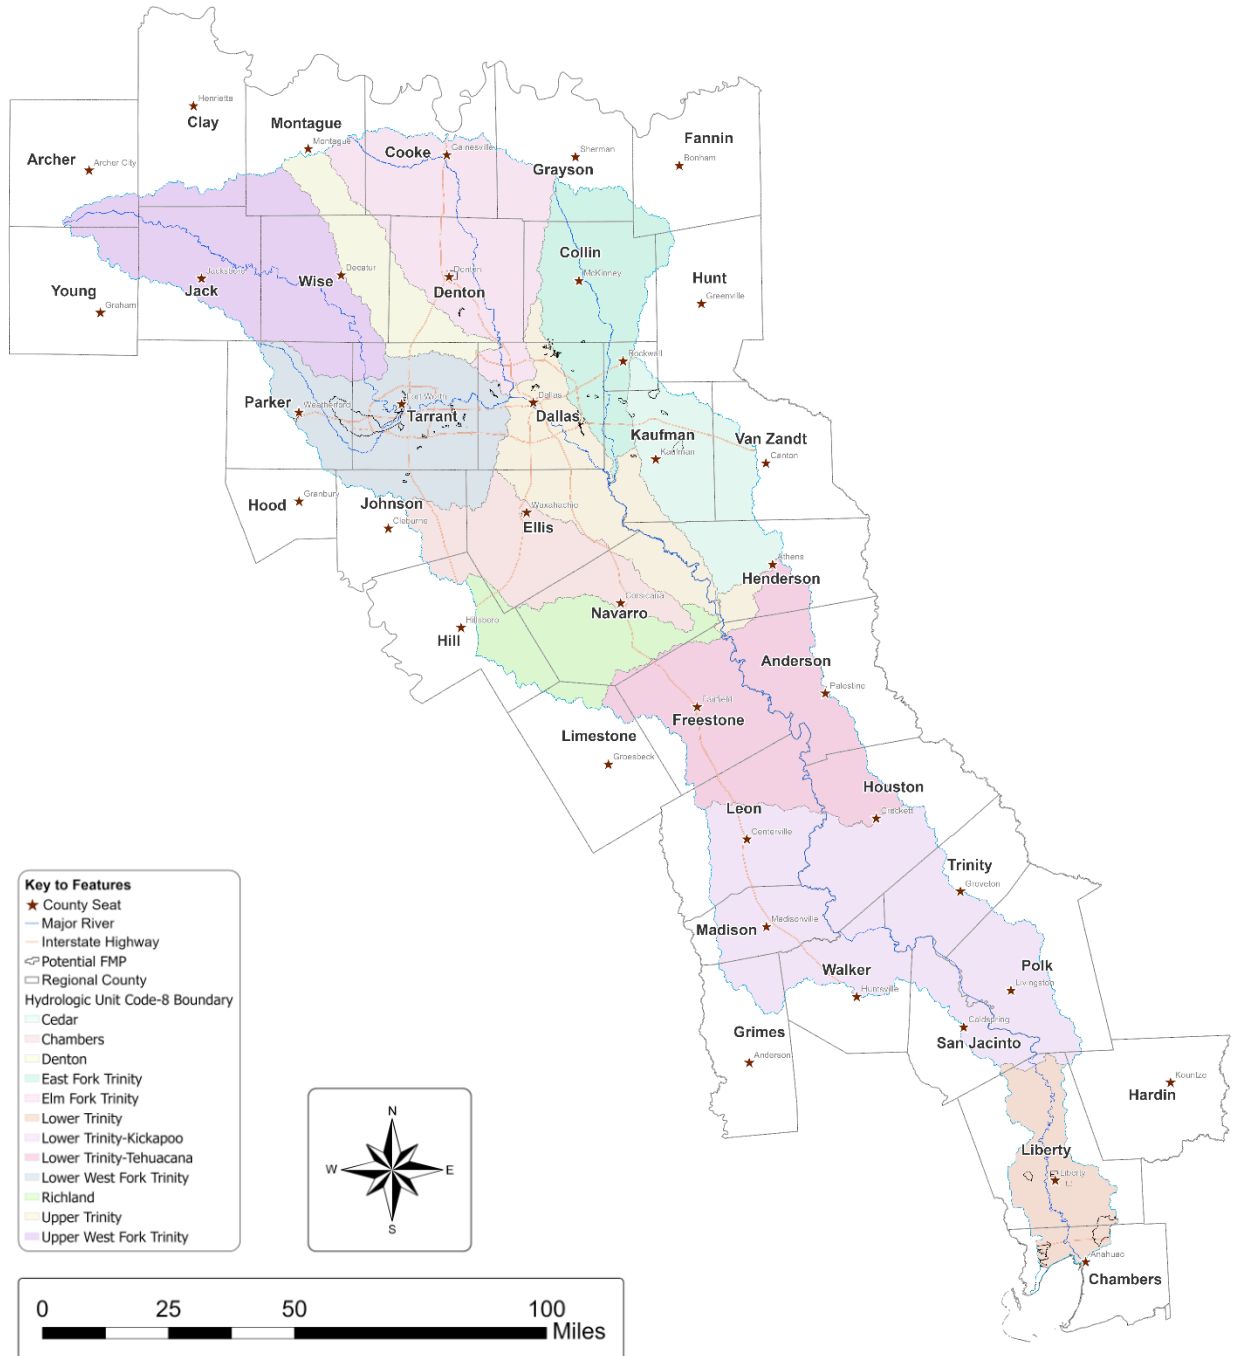 Henrietta
Clay
Montague
Montague
Fannin
Archer
Archer City
Cooke
Gainesville
Sherman
Grayson
Bonham
Collin
McKinney
Jacksboro
Jack
Wise
Decatur
Denton
Denton
Hunt
Greenville
Young
Graham
Rockwall
Parker
Weatherford
Fort Worth
Tarrant
Dallas
Dallas
Kaufman
Kaufman
Van Zandt
Canton
Hood
Granbury
Johnson
Cleburne
Waxahachie
Ellis
Athens
Henderson
Corsicana
Navarro
Hillsboro
Hill
Anderson
Palestine
Fairfield
Freestone
Limestone
Groesbeck
Houston
Crockett
Leon
Centerville
Trinity
Groveton
Madisonville
Madison
Walker
Huntsville
Polk
Livingston
Coldspring
San Jacinto
Grimes
Anderson
Kountze
Hardin
Liberty
Liberty
Anahuac
Chambers
Key to Features
County Seat
Major River
Interstate Highway
Potential FMP
Regional County
Hydrologic Unit Code-8 Boundary
Cedar
Chambers
Denton
East Fork Trinity
Elm Fork Trinity
Lower Trinity
Lower Trinity-Kickapoo
Lower Trinity-Tehuacana
Lower West Fork Trinity
Richland
Upper Trinity
Upper West Fork Trinity
N
W E
S
0 25 50 100
Miles